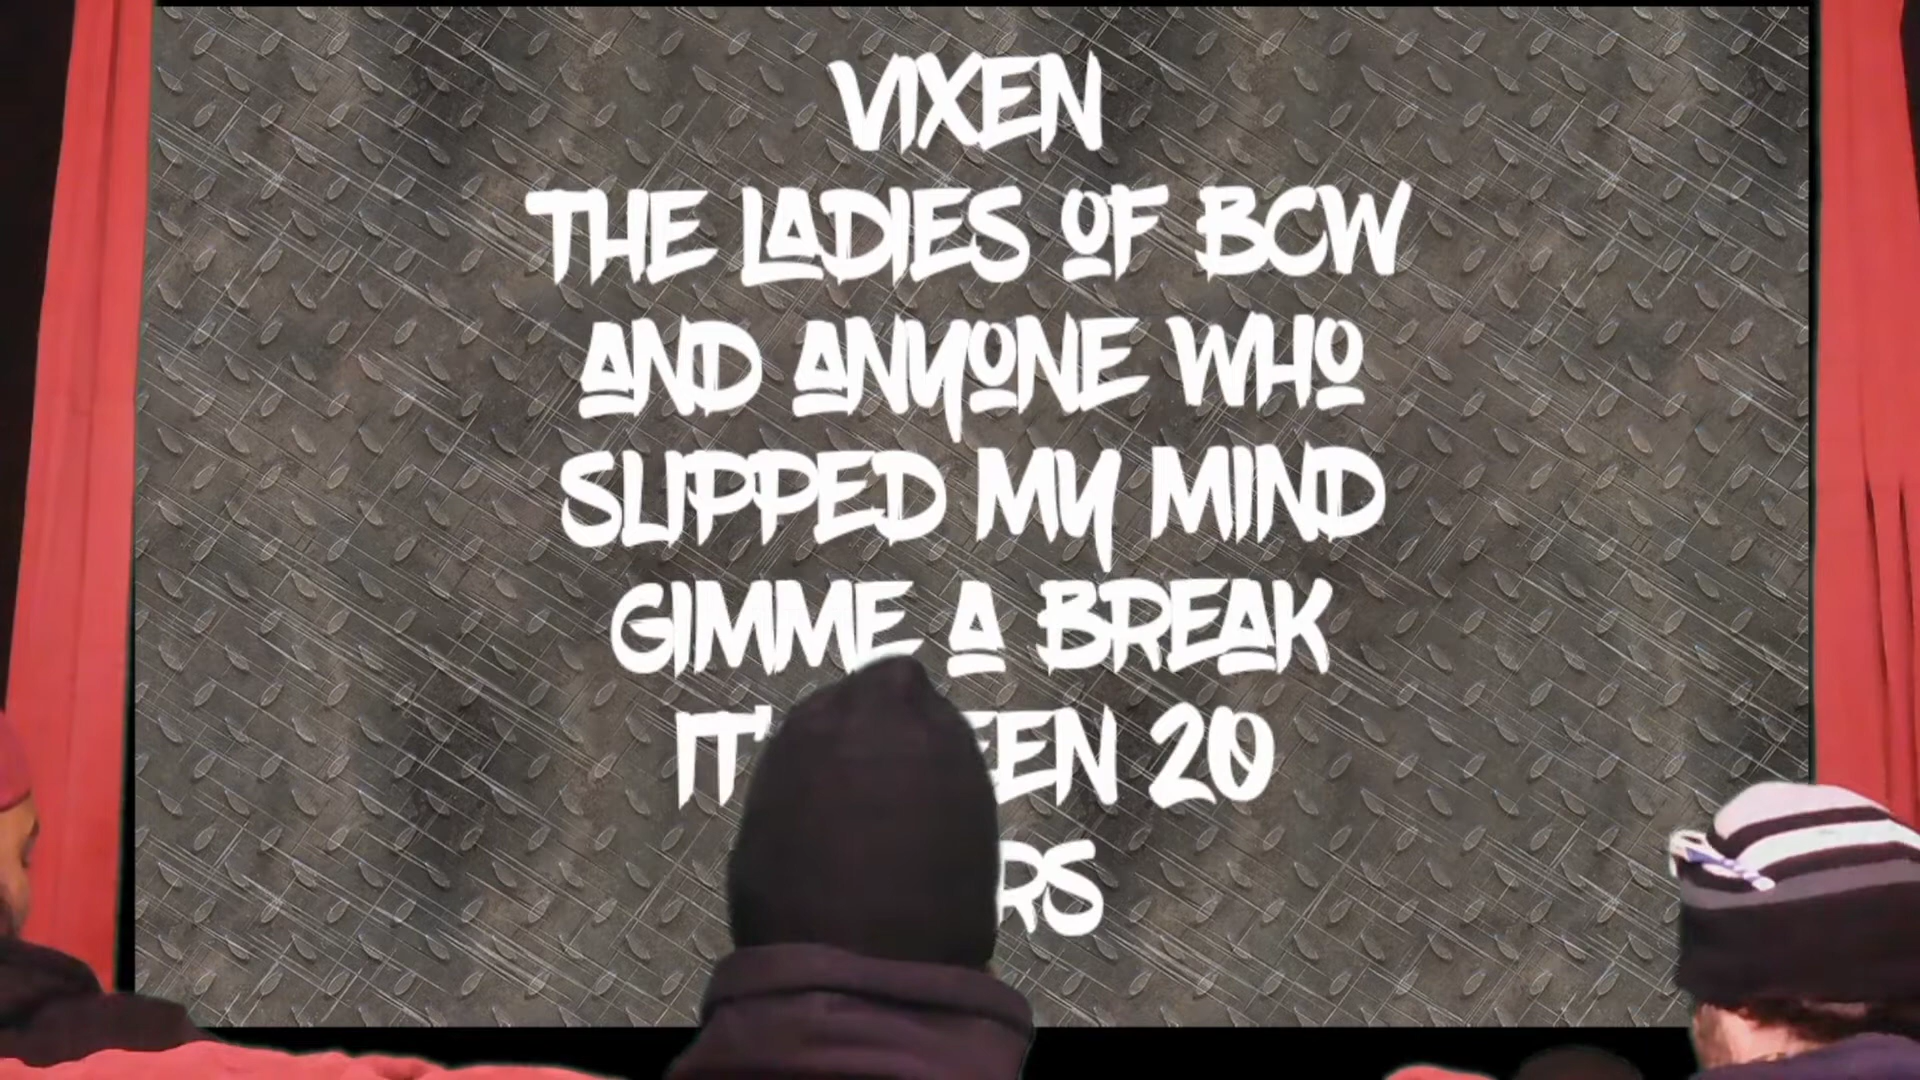 VIXEN
THE LADIES OF BCW
AND ANYONE WHO
SLIPPED MY MIND
GIMME A BREAK
20